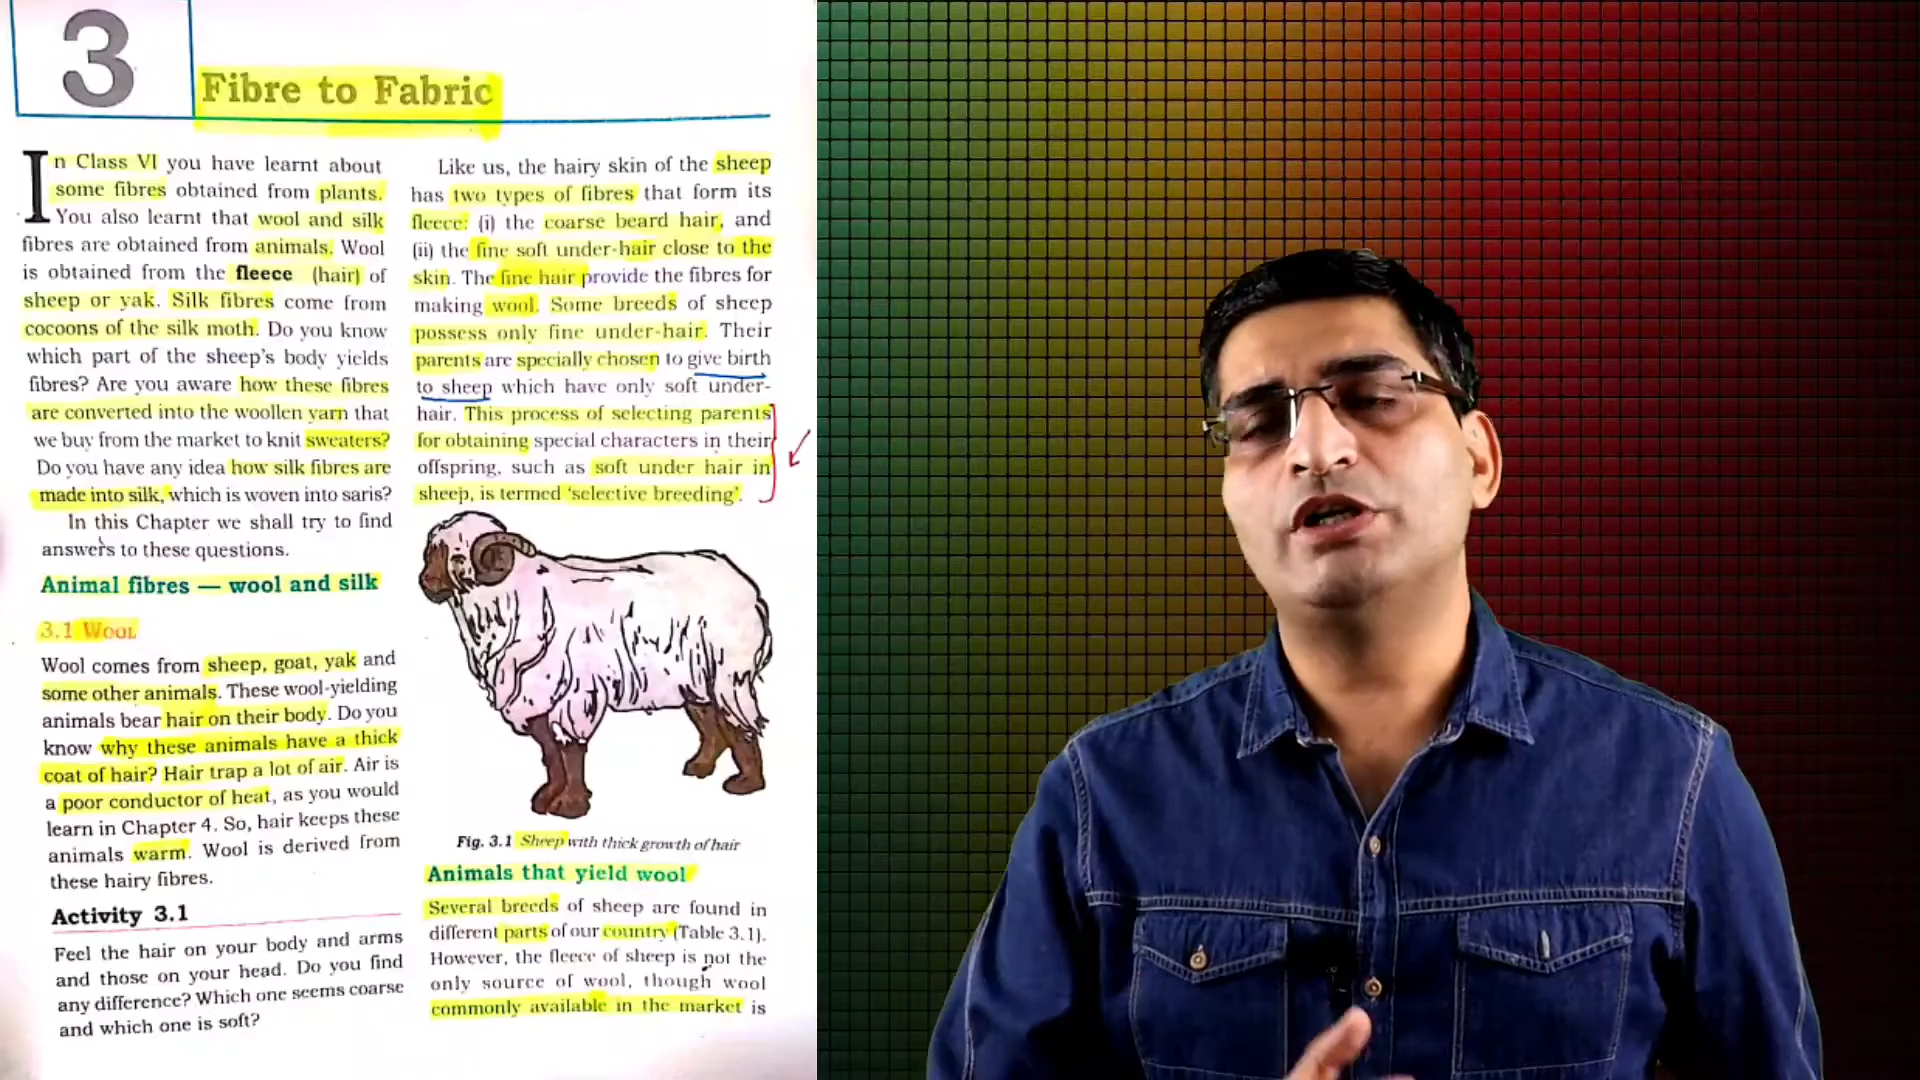 3
Fibre to Fabric
In Class VI you have learnt about
some fibres obtained from plants.
You also learnt that wool and silk
fibres are obtained from animals. Wool
is obtained from the fleece (hair) of
sheep or yak. Silk fibres come from
cocoons of the silk moth. Do you know
which part of the sheep's body yields
fibres? Are you aware how these fibres
are converted into the woollen yarn that
we buy from the market to knit sweaters?
Do you have any idea how silk fibres are
made into silk, which is woven into saris?
In this Chapter we shall try to find
answers to these questions.
Animal fibres — wool and silk
3.1 WOOL
Wool comes from sheep, goat, yak and
some other animals. These wool-yielding
animals bear hair on their body. Do you
know why these animals have a thick
coat of hair? Hair trap a lot of air. Air is
a poor conductor of heat, as you would
learn in Chapter 4. So, hair keeps these
animals warm. Wool is derived from
these hairy fibres.
Activity 3.1
Feel the hair on your body and arms
and those on your head. Do you find
any difference? Which one seems coarse
and which one is soft?
Like us, the hairy skin of the sheep
has two types of fibres that form its
fleece: (i) the coarse beard hair, and
(ii) the fine soft under-hair close to the
skin. The fine hair provide the fibres for
making wool. Some breeds of sheep
possess only fine under-hair. Their
parents are specially chosen to give birth
to sheep which have only soft under-
hair. This process of selecting parents
for obtaining special characters in their
offspring, such as soft under hair in
sheep, is termed 'selective breeding'.
Fig. 3.1 Sheep with thick growth of hair
Animals that yield wool
Several breeds of sheep are found in
different parts of our country (Table 3.1).
However, the fleece of sheep is not the
only source of wool, though wool
commonly available in the market is